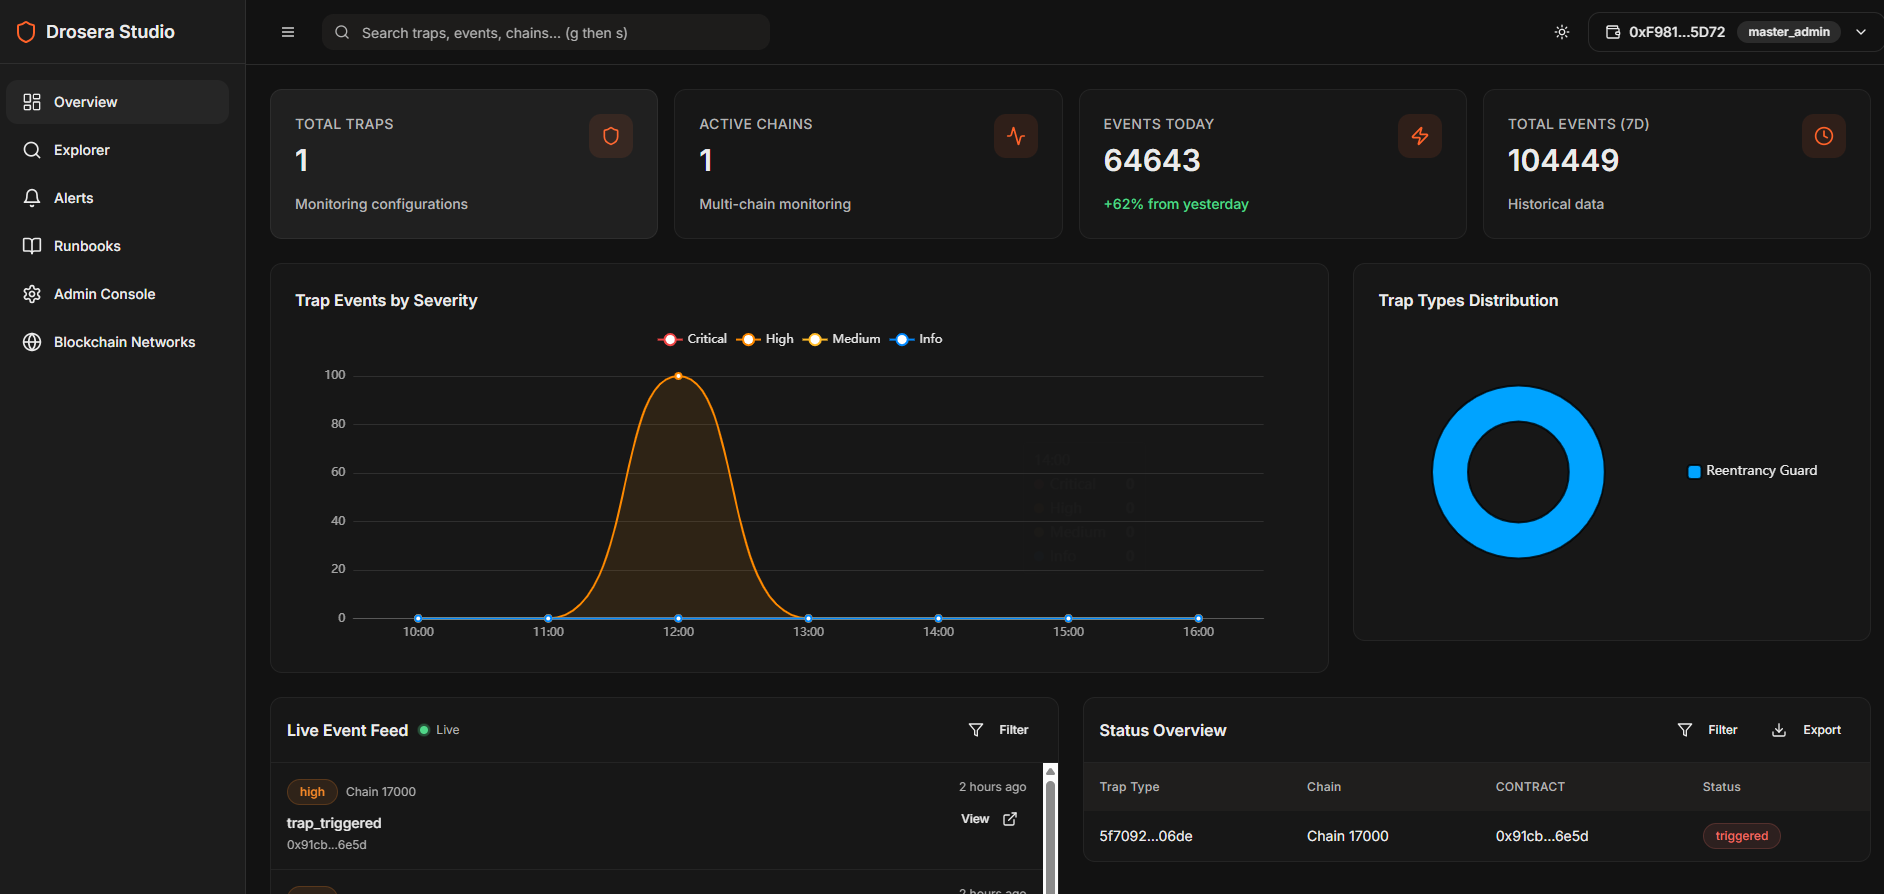 Drosera Studio
Search traps, events, chains... (g then s)
0xF981...5D72
master_admin
Overview
Explorer
Alerts
Runbooks
Admin Console
Blockchain Networks
TOTAL TRAPS
1
Monitoring configurations
ACTIVE CHAINS
1
Multi-chain monitoring
EVENTS TODAY
64643
+62% from yesterday
TOTAL EVENTS (7D)
104449
Historical data
Trap Events by Severity
Critical High Medium Info
100
80
60
40
20
0
10:00 11:00 12:00 13:00 14:00 15:00 16:00
Trap Types Distribution
Reentrancy Guard
Live Event Feed Live
Filter
high Chain 17000
2 hours ago
trap_triggered
View
0x91cb...6e5d
2 hours ago
Status Overview
Filter
Export
Trap Type Chain CONTRACT Status
5f7092...06de Chain 17000 0x91cb...6e5d triggered